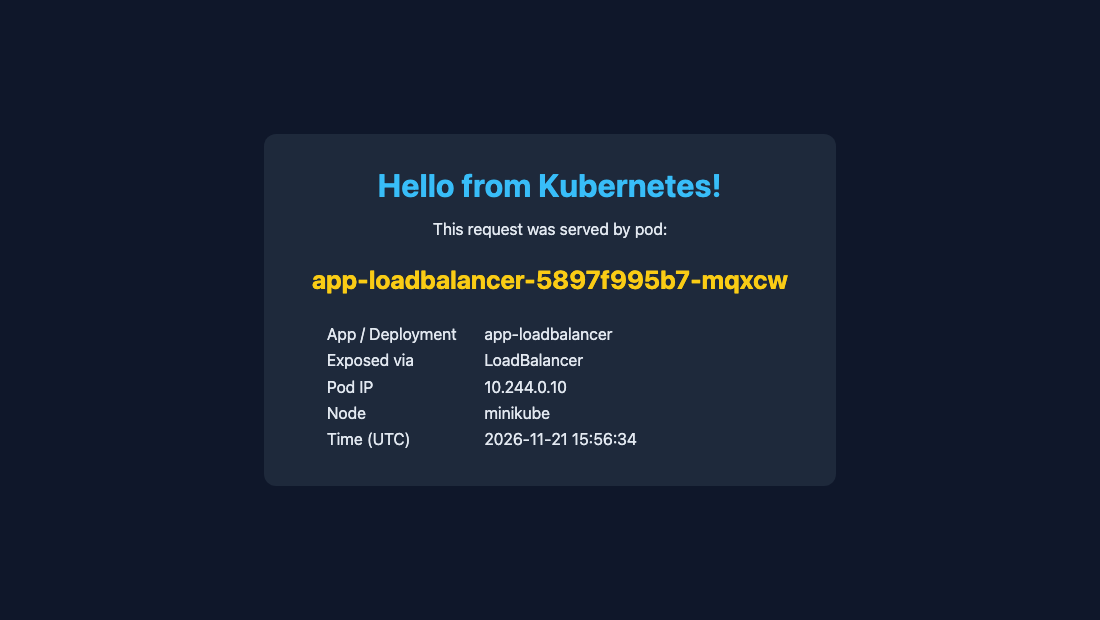 Hello from Kubernetes!
This request was served by pod:
app-loadbalancer-5897f995b7-mqxcw
App / Deployment app-loadbalancer
Exposed via LoadBalancer
Pod IP 10.244.0.10
Node minikube
Time (UTC) 2026-11-21 15:56:34